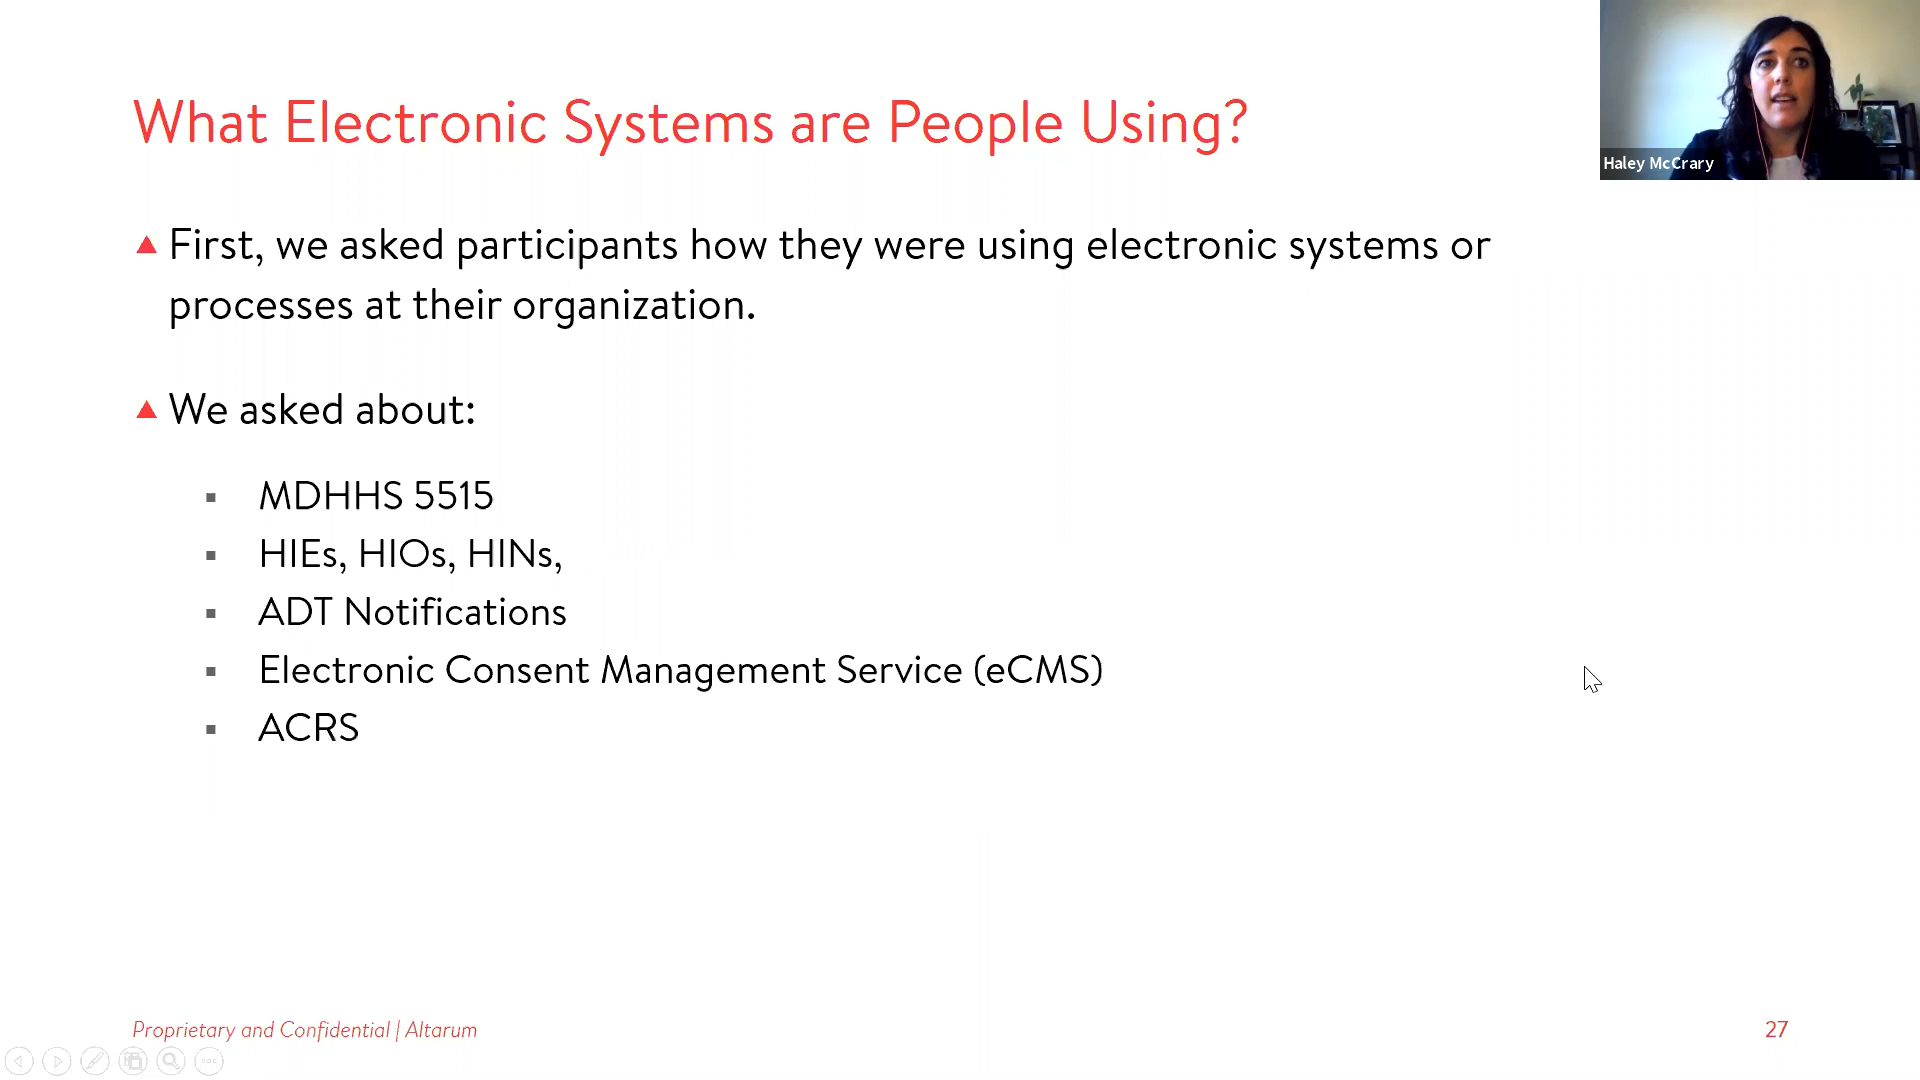 What Electronic Systems are People Using?
Haley McCrary
First, we asked participants how they were using electronic systems or
processes at their organization.
We asked about:
MDHHS 5515
HIEs, HIOs, HINs,
ADT Notifications
Electronic Consent Management Service (eCMS)
ACRS
Proprietary and Confidential | Altarum
27